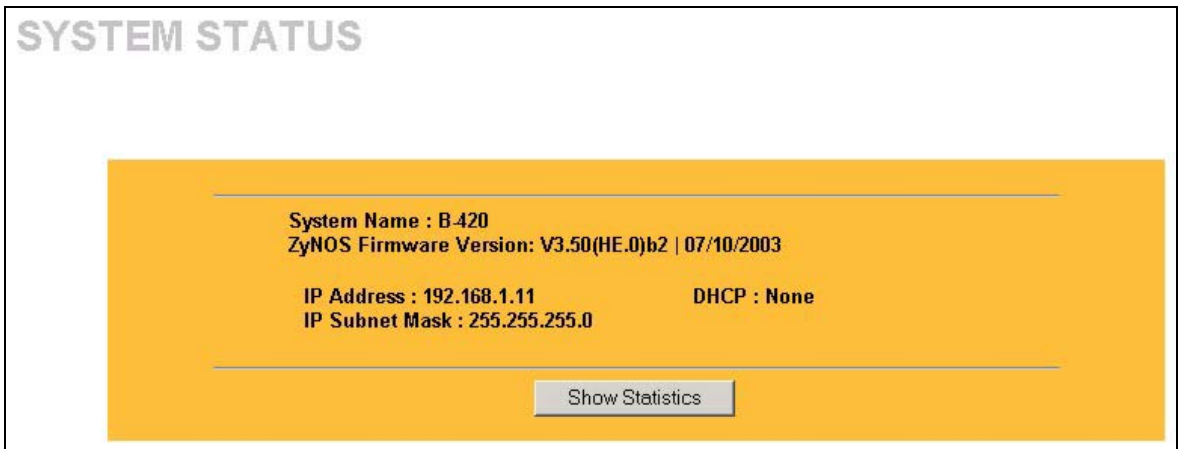 SYSTEM STATUS
System Name : B-420
ZyNOS Firmware Version: V3.50(HE.0)b2 | 07/10/2003
IP Address : 192.168.1.11 DHCP : None
IP Subnet Mask : 255.255.255.0
Show Statistics